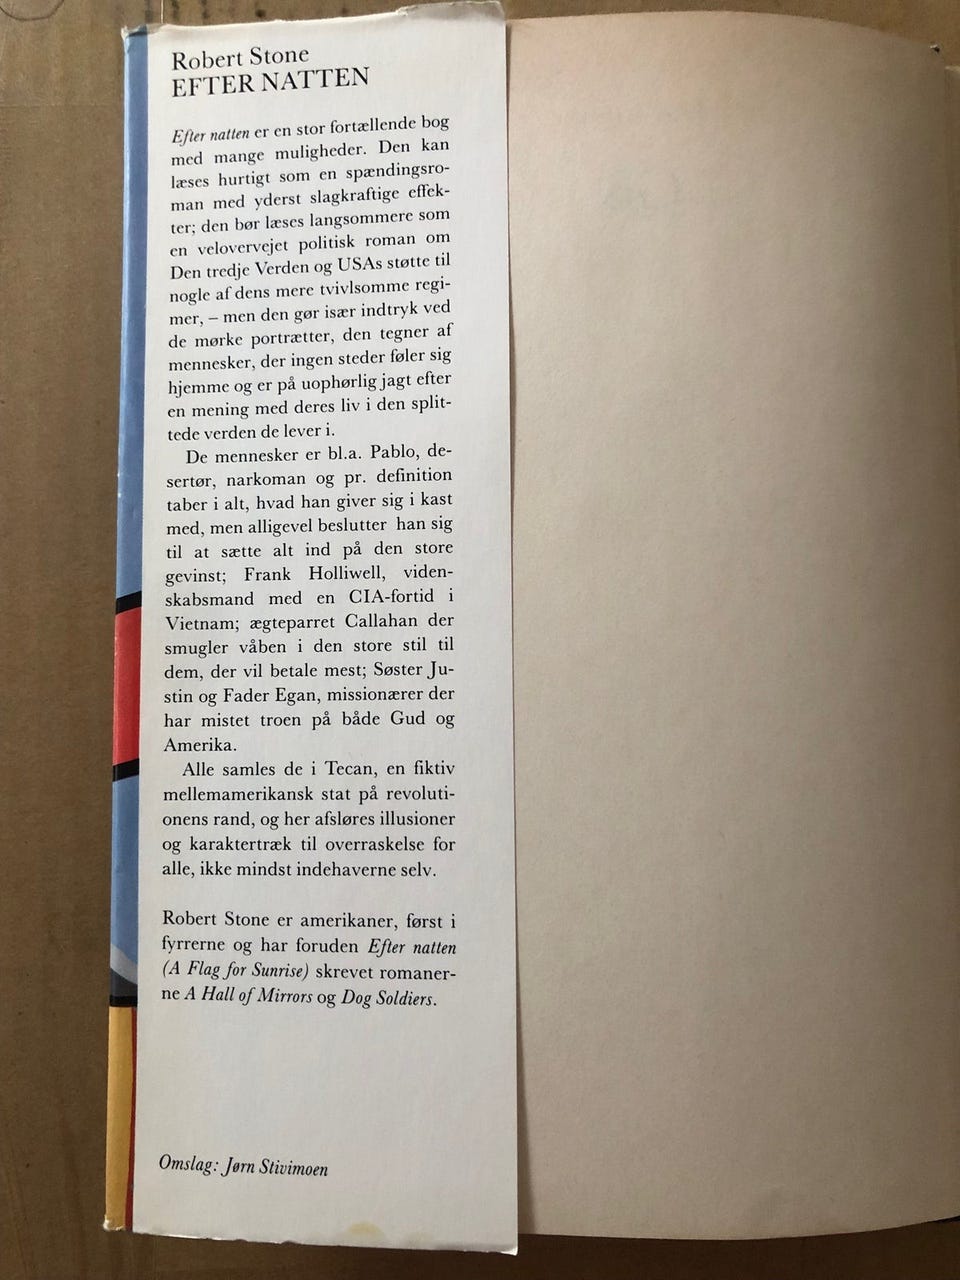 Robert Stone
EFTER NATTEN
Efter natten er en stor fortællende bog
med mange muligheder. Den kan
læses hurtigt som en spændingsro-
man med yderst slagkraftige effek-
ter; den bør læses langsommere som
en velovervejet politisk roman om
Den tredje Verden og USAs støtte til
nogle af dens mere tvivlsomme regi-
mer, – men den gør især indtryk ved
de mørke portrætter, den tegner af
mennesker, der ingen steder føler sig
hjemme og er på uophørlig jagt efter
en mening med deres liv i den split-
tede verden de lever i.
De mennesker er bl.a. Pablo, de-
sertør, narkoman og pr. definition
taber i alt, hvad han giver sig i kast
med, men alligevel beslutter han sig
til at sætte alt ind på den store
gevinst; Frank Holliwell, viden-
skabsmand med en CIA-fortid i
Vietnam; ægteparret Callahan der
smugler våben i den store stil til
dem, der vil betale mest; Søster Ju-
stin og Fader Egan, missionærer der
har mistet troen på både Gud og
Amerika.
Alle samles de i Tecan, en fiktiv
mellemamerikansk stat på revoluti-
onens rand, og her afsløres illusioner
og karaktertræk til overraskelse for
alle, ikke mindst indehaverne selv.
Robert Stone er amerikaner, først i
fyrrerne og har foruden Efter natten
(A Flag for Sunrise) skrevet romaner-
ne A Hall of Mirrors og Dog Soldiers.
Omslag: Jørn Stivimoen